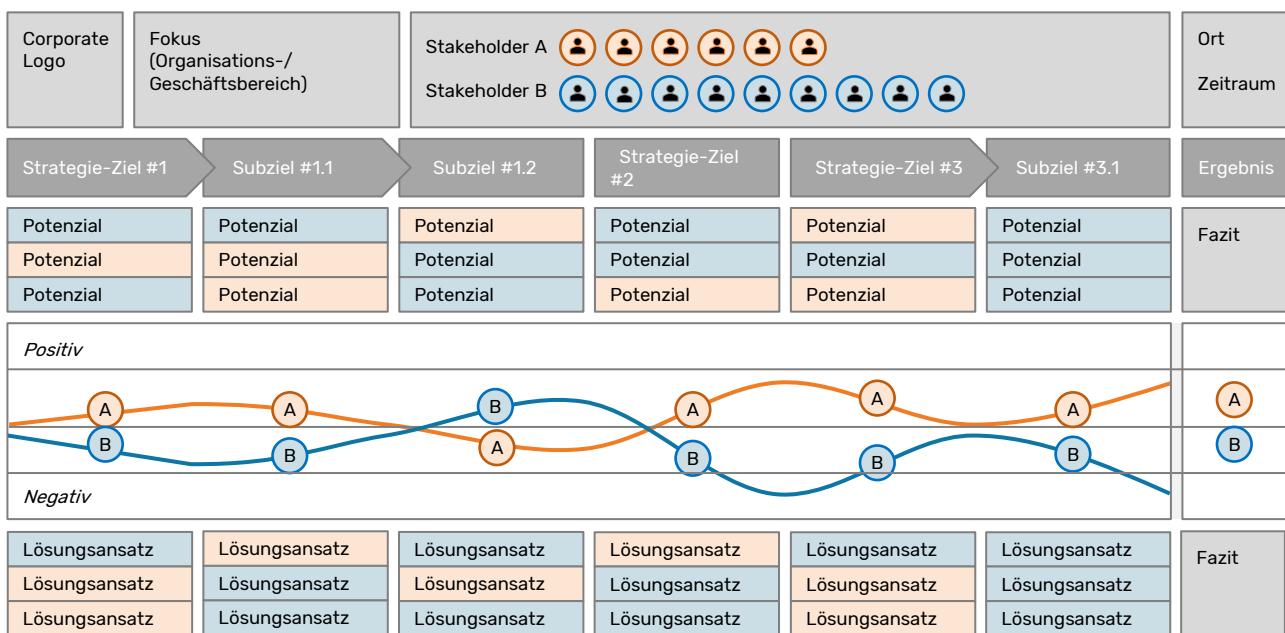 Corporate
Logo
Fokus
(Organisations-/
Geschäftsbereich)
Stakeholder A
Stakeholder B
Ort
Zeitraum
Strategie-Ziel #1
Subziel #1.1
Subziel #1.2
Strategie-Ziel
#2
Strategie-Ziel #3
Subziel #3.1
Ergebnis
Potenzial
Potenzial
Potenzial
Potenzial
Potenzial
Potenzial
Fazit
Potenzial
Potenzial
Potenzial
Potenzial
Potenzial
Potenzial
Potenzial
Potenzial
Potenzial
Potenzial
Potenzial
Potenzial
Positiv
A
A
B
A
A
A
A
B
B
A
B
B
B
B
Negativ
Lösungsansatz
Lösungsansatz
Lösungsansatz
Lösungsansatz
Lösungsansatz
Lösungsansatz
Fazit
Lösungsansatz
Lösungsansatz
Lösungsansatz
Lösungsansatz
Lösungsansatz
Lösungsansatz
Lösungsansatz
Lösungsansatz
Lösungsansatz
Lösungsansatz
Lösungsansatz
Lösungsansatz